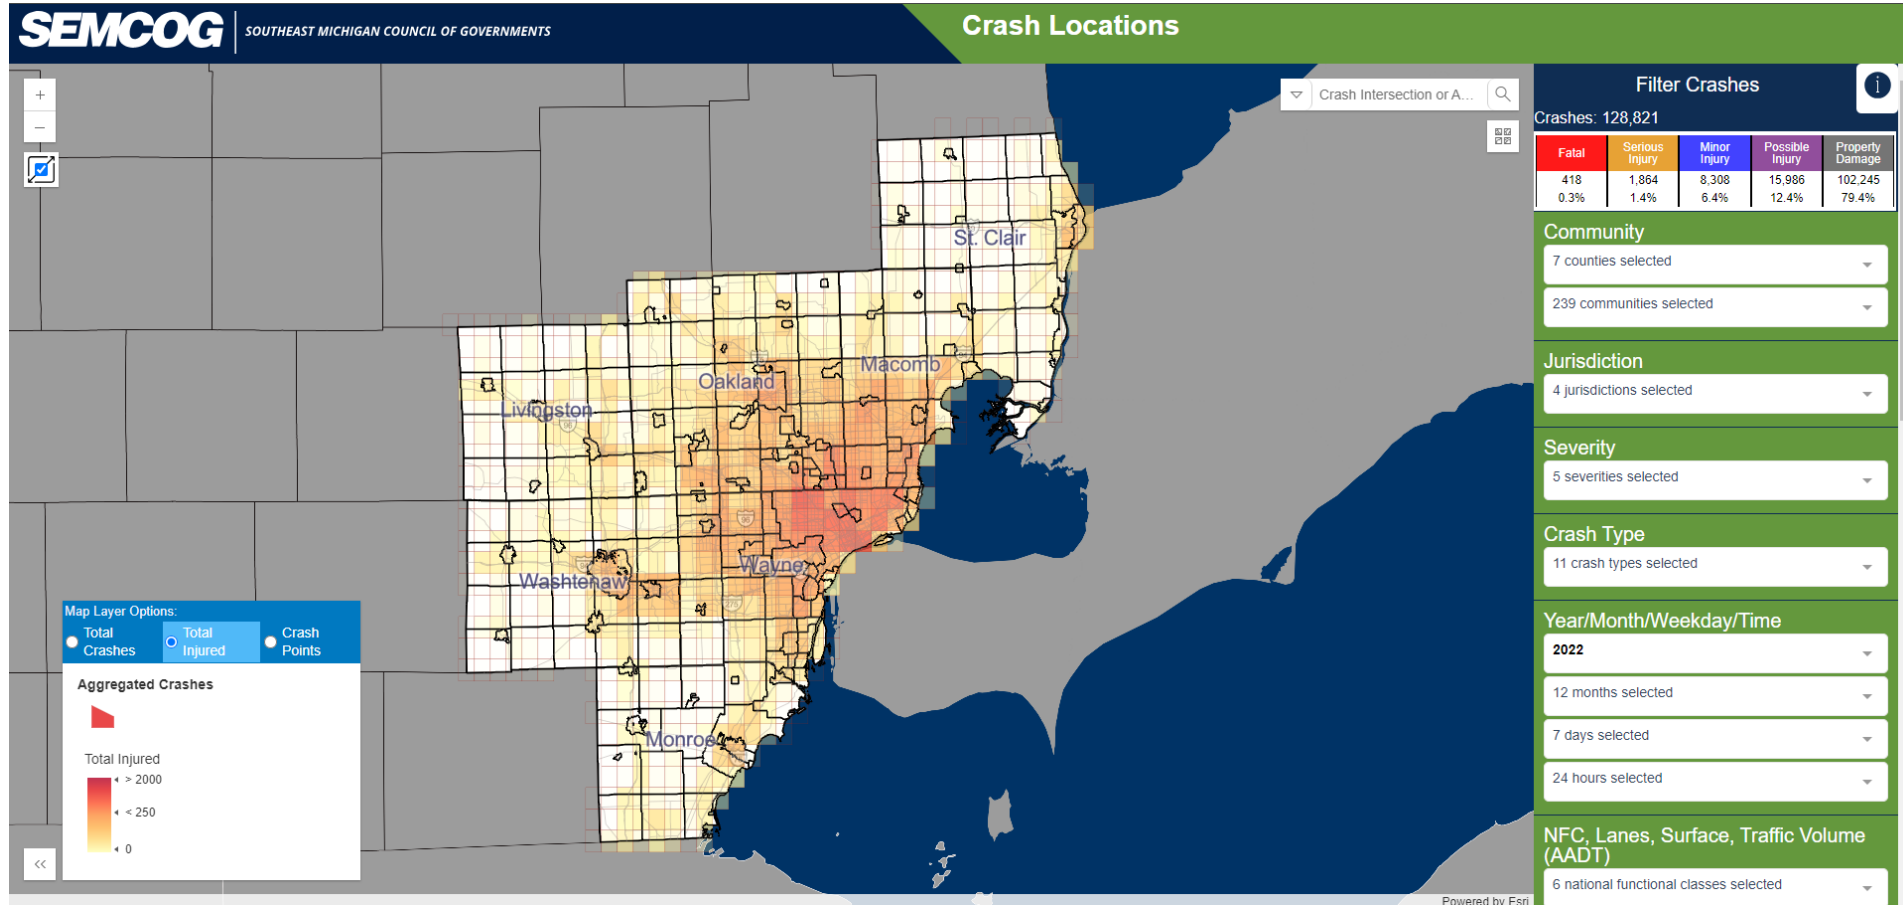 SEMCOG
SOUTHEAST MICHIGAN COUNCIL OF GOVERNMENTS
Crash Locations
+
−
Crash Intersection or A...
St. Clair
Macomb
Oakland
Livingston
Wayne
Washtenaw
Monroe
96
275
Map Layer Options:
Total Crashes
Total Injured
Crash Points
Aggregated Crashes
Total Injured
> 2000
< 250
0
Powered by Esri
Filter Crashes
i
Crashes: 128,821
Fatal
Serious Injury
Minor Injury
Possible Injury
Property Damage
418
1,864
8,308
15,986
102,245
0.3%
1.4%
6.4%
12.4%
79.4%
Community
7 counties selected
239 communities selected
Jurisdiction
4 jurisdictions selected
Severity
5 severities selected
Crash Type
11 crash types selected
Year/Month/Weekday/Time
2022
12 months selected
7 days selected
24 hours selected
NFC, Lanes, Surface, Traffic Volume
(AADT)
6 national functional classes selected